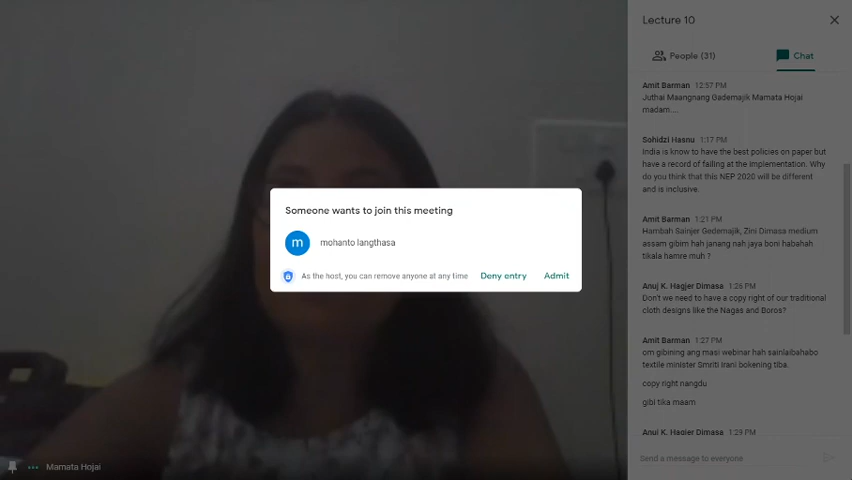 Lecture 10
People (31)
Chat
Amit Barman 12:57 PM
Juthai Maangnang Gademajik Mamata Hojai
madam....
Sohidzi Hasnu 1:17 PM
India is know to have the best policies on paper but
have a record of failing at the implementation. Why
do you think that this NEP 2020 will be different
and is inclusive.
Amit Barman 1:21 PM
Hambah Sainjer Gedemajik, Zini Dimasa medium
assam gibim hah janang nah jaya boni habahah
tikala hamre muh ?
Anuj K. Hagjer Dimasa 1:26 PM
Don't we need to have a copy right of our traditional
cloth designs like the Nagas and Boros?
Amit Barman 1:27 PM
om gibining ang masi webinar hah sainlaibahabo
textile minister Smriti Irani bokening tiba.
copy right nangdu
gibi tika maam
Anuj K. Hagjer Dimasa 1:29 PM
Send a message to everyone
Someone wants to join this meeting
m
mohanto langthasa
As the host, you can remove anyone at any time
Deny entry
Admit
Mamata Hojai